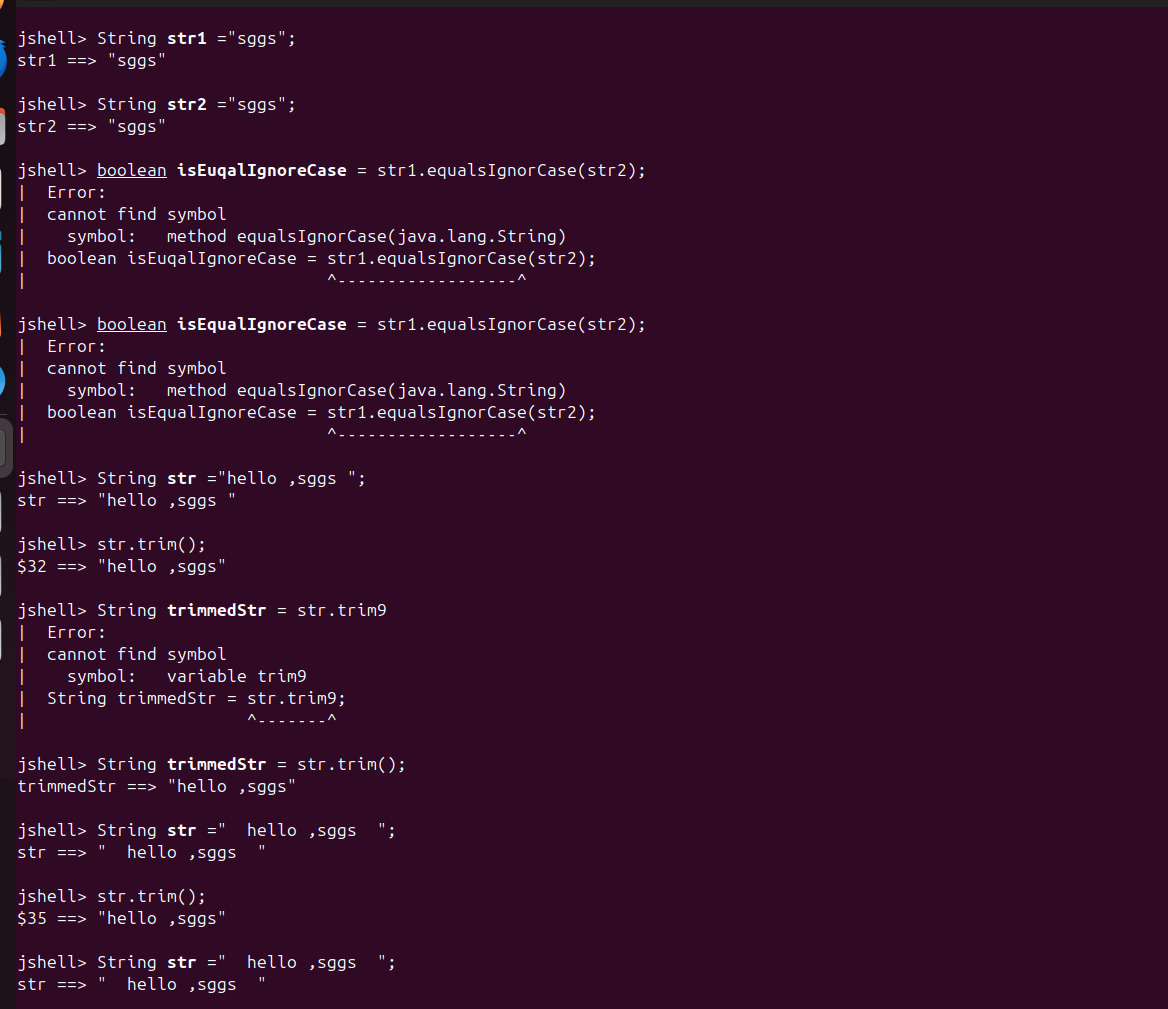 jshell> String str1 ="sggs";
str1 ==> "sggs"
jshell> String str2 ="sggs";
str2 ==> "sggs"
jshell> boolean isEuqalIgnoreCase = str1.equalsIgnorCase(str2);
|  Error:
|  cannot find symbol
|    symbol:   method equalsIgnorCase(java.lang.String)
|  boolean isEuqalIgnoreCase = str1.equalsIgnorCase(str2);
|                              ^------------------^
jshell> boolean isEqualIgnoreCase = str1.equalsIgnorCase(str2);
|  Error:
|  cannot find symbol
|    symbol:   method equalsIgnorCase(java.lang.String)
|  boolean isEqualIgnoreCase = str1.equalsIgnorCase(str2);
|                              ^------------------^
jshell> String str ="hello ,sggs ";
str ==> "hello ,sggs "
jshell> str.trim();
$32 ==> "hello ,sggs"
jshell> String trimmedStr = str.trim9
|  Error:
|  cannot find symbol
|    symbol:   variable trim9
|  String trimmedStr = str.trim9;
|                      ^-------^
jshell> String trimmedStr = str.trim();
trimmedStr ==> "hello ,sggs"
jshell> String str ="  hello ,sggs  ";
str ==> "  hello ,sggs  "
jshell> str.trim();
$35 ==> "hello ,sggs"
jshell> String str ="  hello ,sggs  ";
str ==> "  hello ,sggs  "